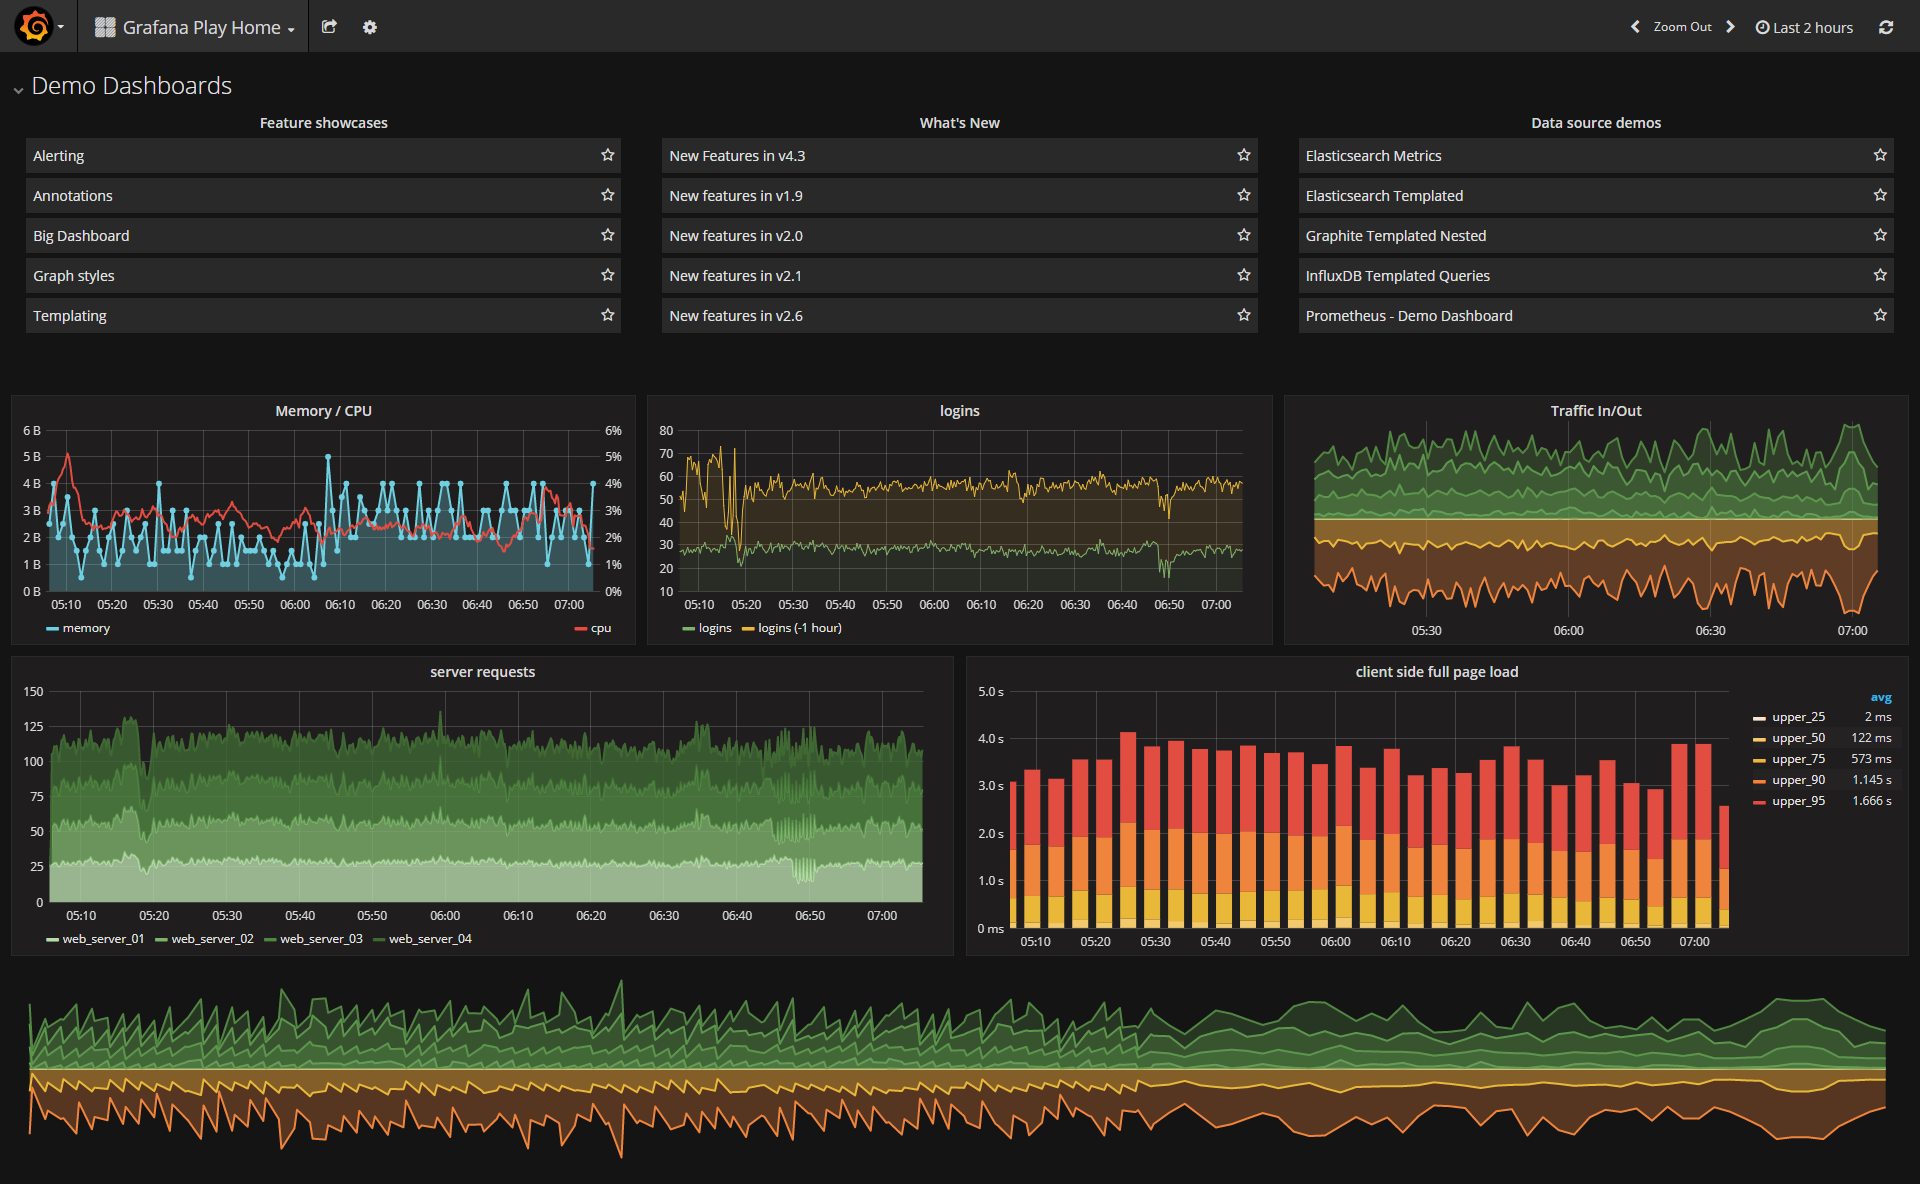 Grafana Play Home
Zoom Out
Last 2 hours
Demo Dashboards
Feature showcases
Alerting
Annotations
Big Dashboard
Graph styles
Templating
What's New
New Features in v4.3
New features in v1.9
New features in v2.0
New features in v2.1
New features in v2.6
Data source demos
Elasticsearch Metrics
Elasticsearch Templated
Graphite Templated Nested
InfluxDB Templated Queries
Prometheus - Demo Dashboard
Memory / CPU
6 B 6%
5 B 5%
4 B 4%
3 B 3%
2 B 2%
1 B 1%
0 B 0%
05:10 05:20 05:30 05:40 05:50 06:00 06:10 06:20 06:30 06:40 06:50 07:00
memory cpu
logins
80
70
60
50
40
30
20
10
05:10 05:20 05:30 05:40 05:50 06:00 06:10 06:20 06:30 06:40 06:50 07:00
logins logins (-1 hour)
Traffic In/Out
05:30 06:00 06:30 07:00
server requests
150
125
100
75
50
25
0
05:10 05:20 05:30 05:40 05:50 06:00 06:10 06:20 06:30 06:40 06:50 07:00
web_server_01 web_server_02 web_server_03 web_server_04
client side full page load
5.0 s
4.0 s
3.0 s
2.0 s
1.0 s
0 ms
05:10 05:20 05:30 05:40 05:50 06:00 06:10 06:20 06:30 06:40 06:50 07:00
avg
upper_25 2 ms
upper_50 122 ms
upper_75 573 ms
upper_90 1.145 s
upper_95 1.666 s